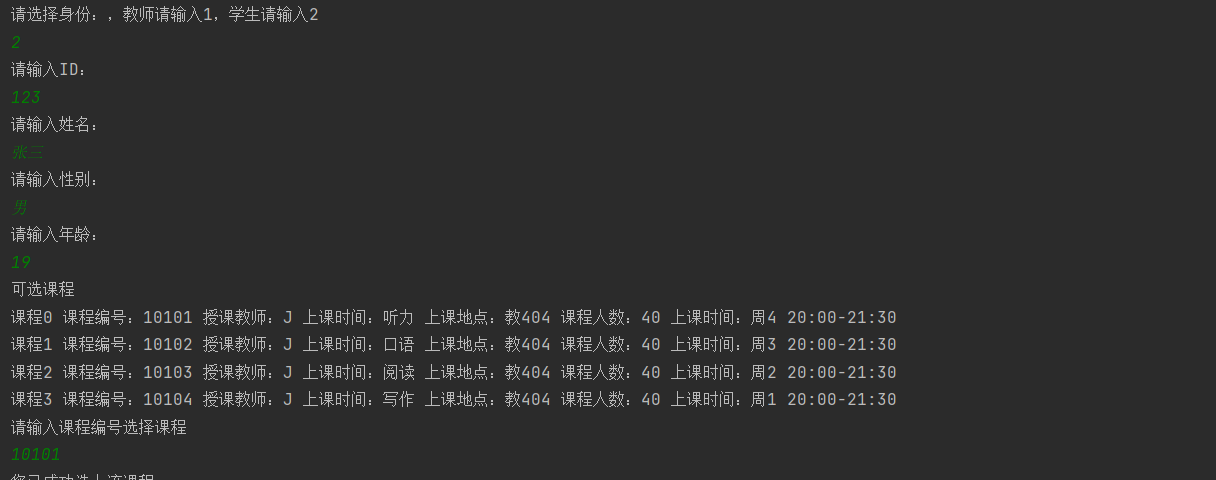 请选择身份：，教师请输入1，学生请输入2
2
请输入ID：
123
请输入姓名：
张三
请输入性别：
男
请输入年龄：
19
可选课程
课程0 课程编号：10101 授课教师：J 上课时间：听力 上课地点：教404 课程人数：40 上课时间：周4 20:00-21:30
课程1 课程编号：10102 授课教师：J 上课时间：口语 上课地点：教404 课程人数：40 上课时间：周3 20:00-21:30
课程2 课程编号：10103 授课教师：J 上课时间：阅读 上课地点：教404 课程人数：40 上课时间：周2 20:00-21:30
课程3 课程编号：10104 授课教师：J 上课时间：写作 上课地点：教404 课程人数：40 上课时间：周1 20:00-21:30
请输入课程编号选择课程
10101
您已成功选上该课程